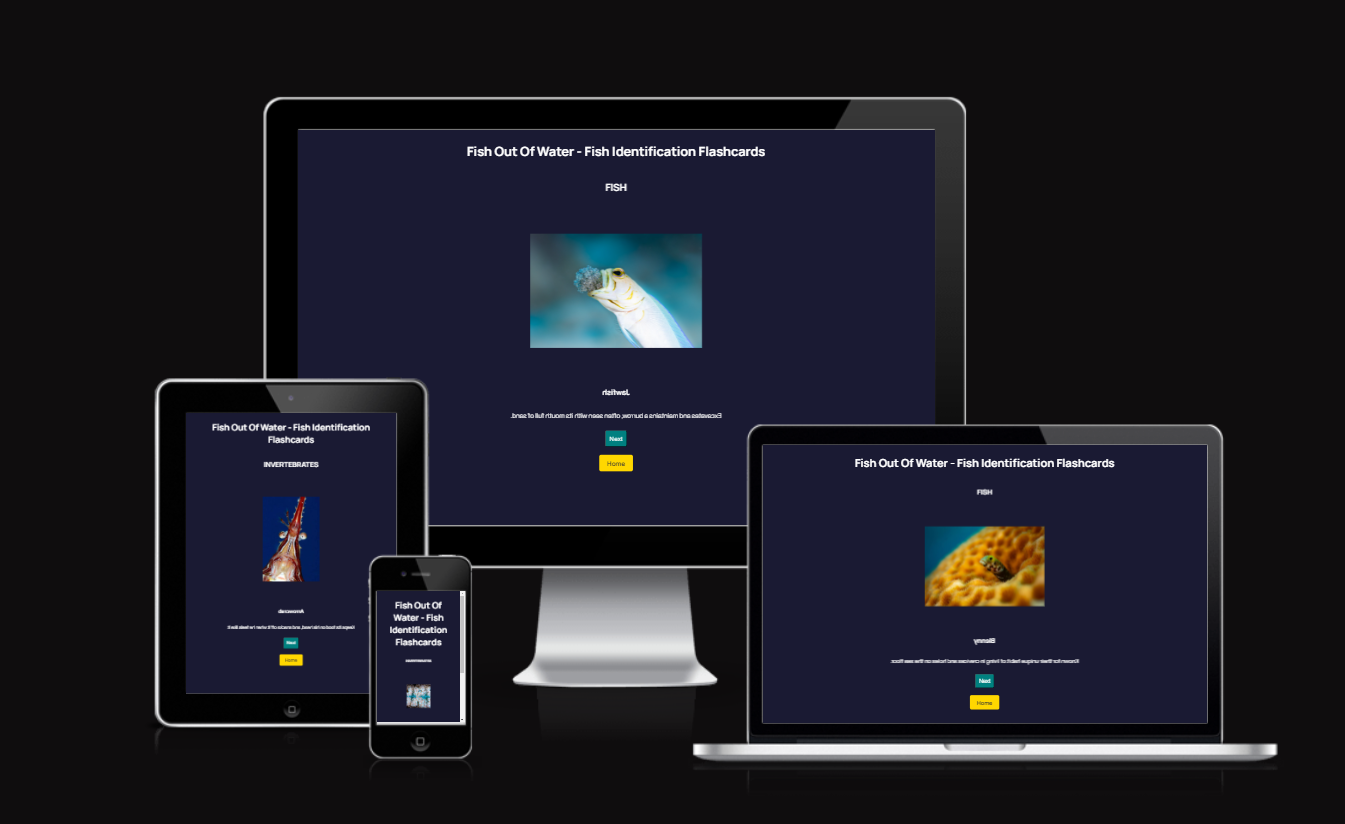 Fish Out Of Water - Fish Identification Flashcards
FISH
Jawfish
Excavates and maintains a burrow, often seen with its mouth full of sand.
Next
Home
Fish Out Of Water - Fish Identification
Flashcards
INVERTEBRATES
Next
Home
Fish Out Of
Water - Fish
Identification
Flashcards
INVERTEBRATES
Fish Out Of Water - Fish Identification Flashcards
FISH
Blenny
Known for their unique habit of living in crevices and holes on the sea floor.
Next
Home